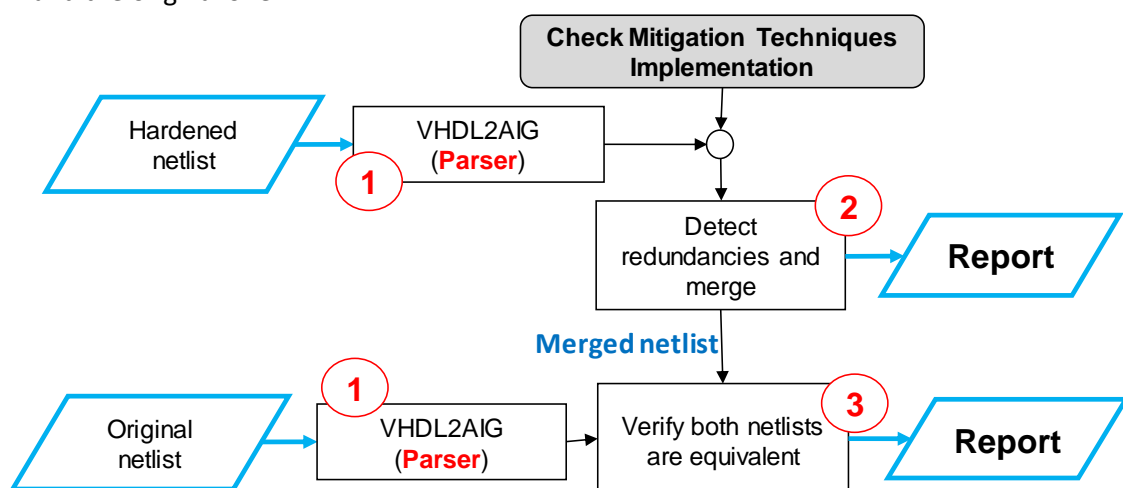 Check Mitigation Techniques
Implementation
Hardened
netlist
VHDL2AIG
(Parser)
1
2
Detect
redundancies and
merge
Report
Merged netlist
1
3
Original
netlist
VHDL2AIG
(Parser)
Verify both netlists
are equivalent
Report